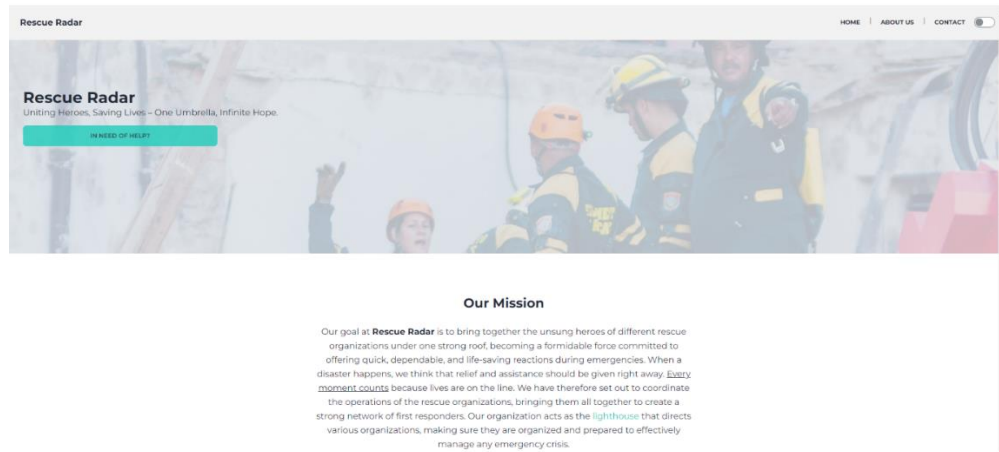 Rescue Radar
HOME | ABOUT US | CONTACT
Rescue Radar
Uniting Heroes, Saving Lives – One Umbrella, Infinite Hope.
IN NEED OF HELP?
Our Mission
Our goal at Rescue Radar is to bring together the unsung heroes of different rescue
organizations under one strong roof, becoming a formidable force committed to
offering quick, dependable, and life-saving reactions during emergencies. When a
disaster happens, we think that relief and assistance should be given right away. Every
moment counts because lives are on the line. We have therefore set out to coordinate
the operations of the rescue organizations, bringing them all together to create a
strong network of first responders. Our organization acts as the lighthouse that directs
various organizations, making sure they are organized and prepared to effectively
manage any emergency crisis.